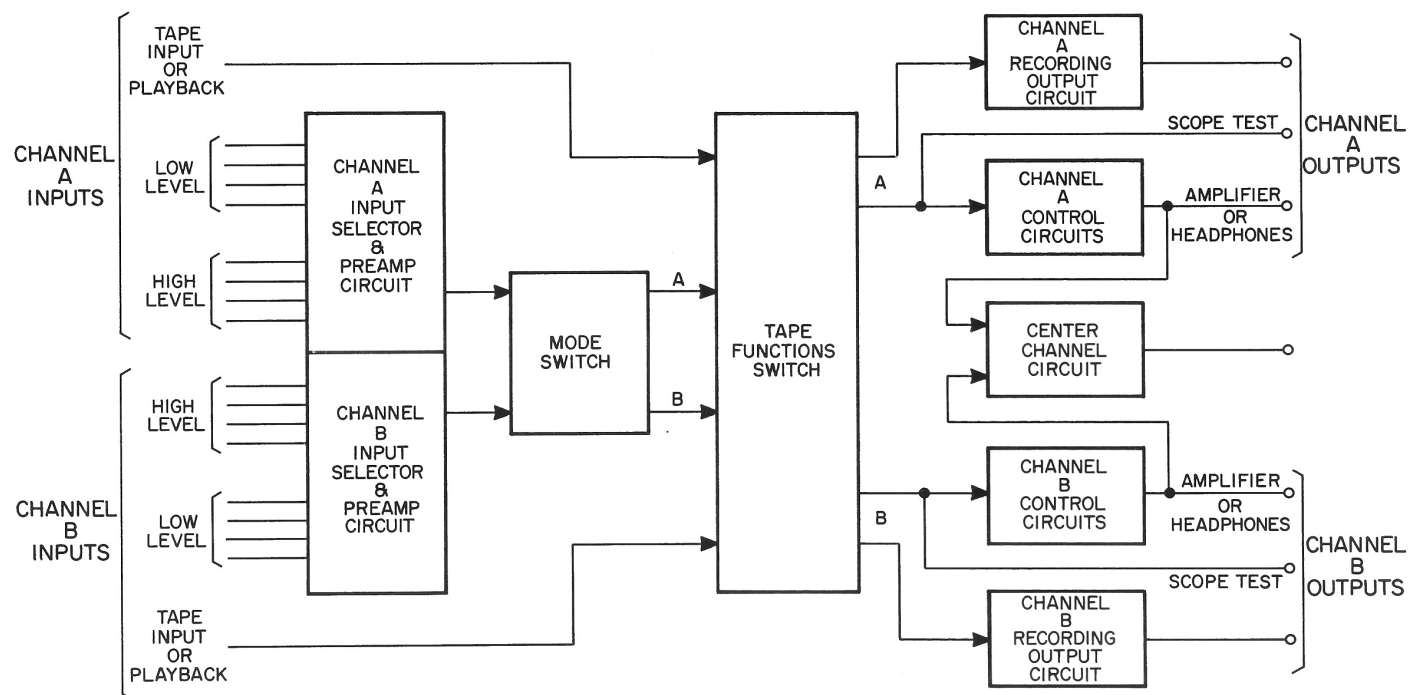 TAPE
INPUT
OR
PLAYBACK
CHANNEL
A
INPUTS
LOW
LEVEL
HIGH
LEVEL
CHANNEL
A
INPUT
SELECTOR
&
PREAMP
CIRCUIT
CHANNEL
B
INPUTS
HIGH
LEVEL
LOW
LEVEL
TAPE
INPUT
OR
PLAYBACK
CHANNEL
B
INPUT
SELECTOR
&
PREAMP
CIRCUIT
MODE
SWITCH
A
B
TAPE
FUNCTIONS
SWITCH
A
B
CHANNEL
A
RECORDING
OUTPUT
CIRCUIT
SCOPE TEST
CHANNEL
A
CONTROL
CIRCUITS
AMPLIFIER
OR
HEADPHONES
CHANNEL
A
OUTPUTS
CENTER
CHANNEL
CIRCUIT
CHANNEL
B
CONTROL
CIRCUITS
AMPLIFIER
OR
HEADPHONES
SCOPE TEST
CHANNEL
B
RECORDING
OUTPUT
CIRCUIT
CHANNEL
B
OUTPUTS